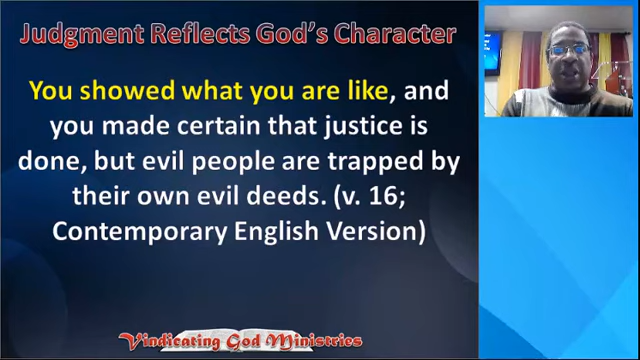 Judgment Reflects God's Character
You showed what you are like, and
you made certain that justice is
done, but evil people are trapped by
their own evil deeds. (v. 16;
Contemporary English Version)
Vindicating God Ministries